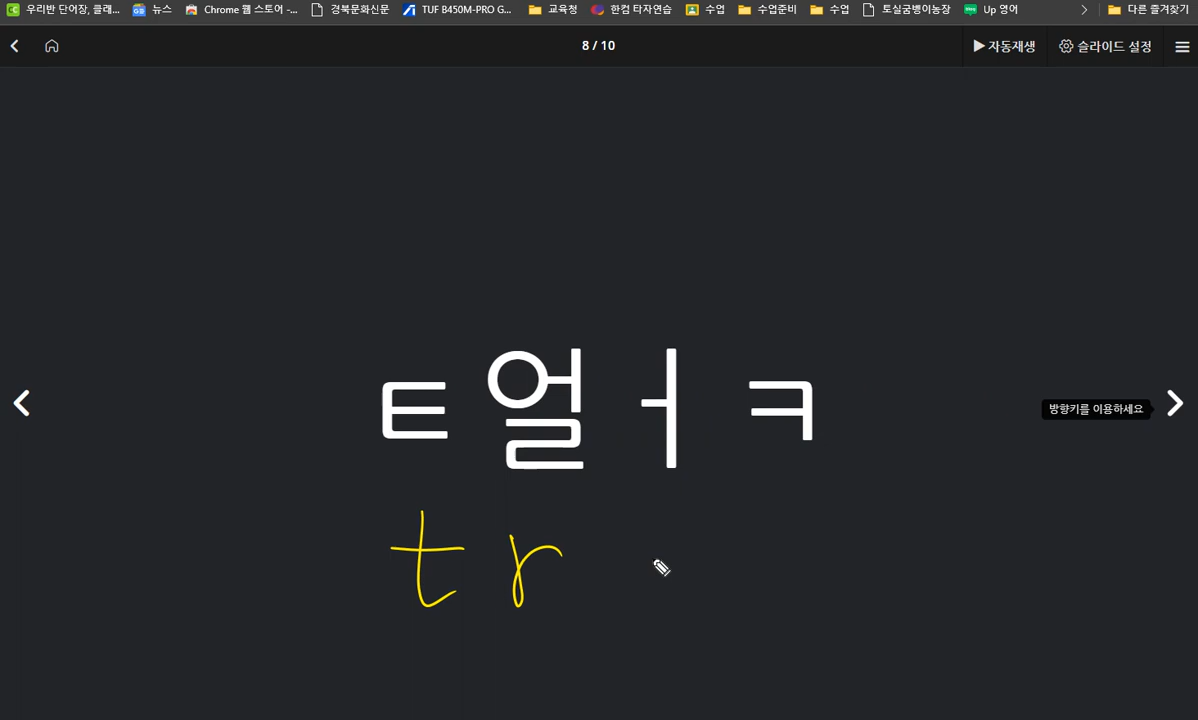 우리반 단어장, 클래... 뉴스 Chrome 웹 스토어 -... 경북문화신문 TUF B450M-PRO G... 교육청 한컴 타자연습 수업 수업준비 수업 토실굼벵이농장 Up 영어 다른 즐겨찾기
8 / 10 자동재생 슬라이드 설정
ㅌ 얼 ㅓ ㅋ
방향키를 이용하세요
t r